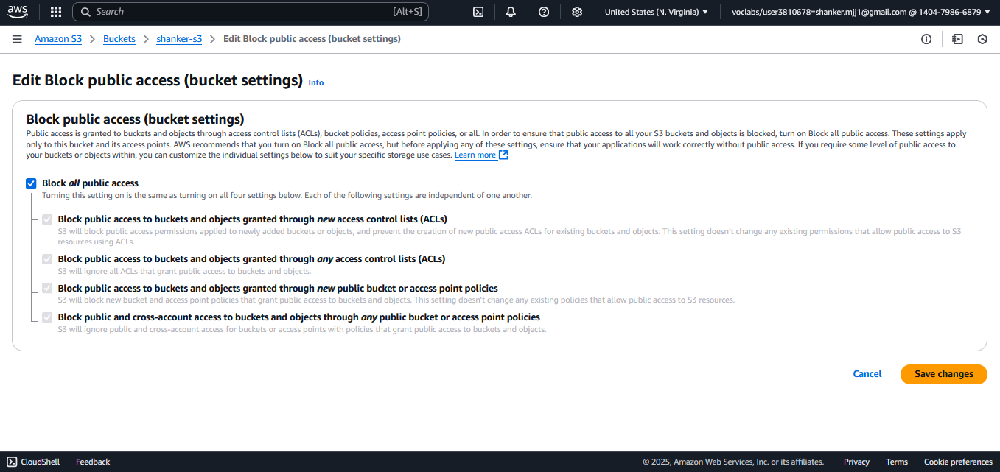 aws
Search [Alt+S]
United States (N. Virginia)
voclabs/user3810678=shanker.mjj1@gmail.com @ 1404-7986-6879
Amazon S3 > Buckets > shanker-s3 > Edit Block public access (bucket settings)
Edit Block public access (bucket settings) Info
Block public access (bucket settings)
Public access is granted to buckets and objects through access control lists (ACLs), bucket policies, access point policies, or all. In order to ensure that public access to all your S3 buckets and objects is blocked, turn on Block all public access. These settings apply
only to this bucket and its access points. AWS recommends that you turn on Block all public access, but before applying any of these settings, ensure that your applications will work correctly without public access. If you require some level of public access to
your buckets or objects within, you can customize the individual settings below to suit your specific storage use cases. Learn more
Block all public access
Turning this setting on is the same as turning on all four settings below. Each of the following settings are independent of one another.
Block public access to buckets and objects granted through new access control lists (ACLs)
S3 will block public access permissions applied to newly added buckets or objects, and prevent the creation of new public access ACLs for existing buckets and objects. This setting doesn't change any existing permissions that allow public access to S3
resources using ACLs.
Block public access to buckets and objects granted through any access control lists (ACLs)
S3 will ignore all ACLs that grant public access to buckets and objects.
Block public access to buckets and objects granted through new public bucket or access point policies
S3 will block new bucket and access point policies that grant public access to buckets and objects. This setting doesn't change any existing policies that allow public access to S3 resources.
Block public and cross-account access to buckets and objects through any public bucket or access point policies
S3 will ignore public and cross-account access for buckets or access points with policies that grant public access to buckets and objects.
Cancel
Save changes
CloudShell
Feedback
© 2025, Amazon Web Services, Inc. or its affiliates.
Privacy
Terms
Cookie preferences